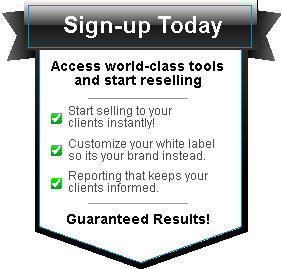 Sign-up Today
Access world-class tools
and start reselling
Start selling to your
clients instantly!
Customize your white label
so its your brand instead.
Reporting that keeps your
clients informed.
Guaranteed Results!